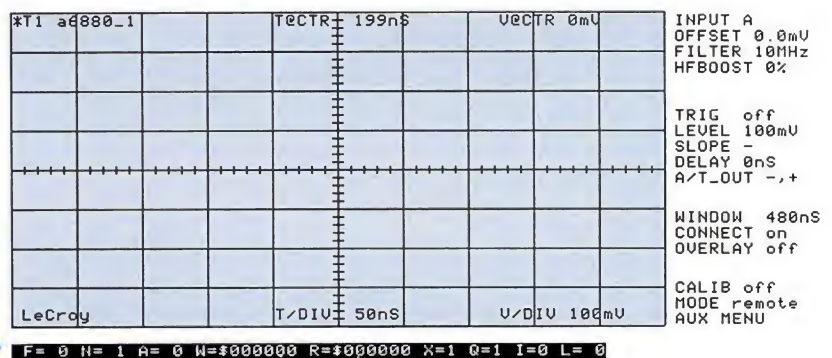 *T1 a6880_1 T@CTR 199nS V@CTR 0mV
LeCroy T/DIV 50nS V/DIV 100mV
INPUT A
OFFSET 0.0mV
FILTER 10MHz
HFBOOST 0%
TRIG off
LEVEL 100mV
SLOPE -
DELAY 0nS
A/T_OUT -,+
WINDOW 480nS
CONNECT on
OVERLAY off
CALIB off
MODE remote
AUX MENU
F= 0 N= 1 A= 0 W=$000000 R=$000000 X=1 Q=1 I=0 L= 0